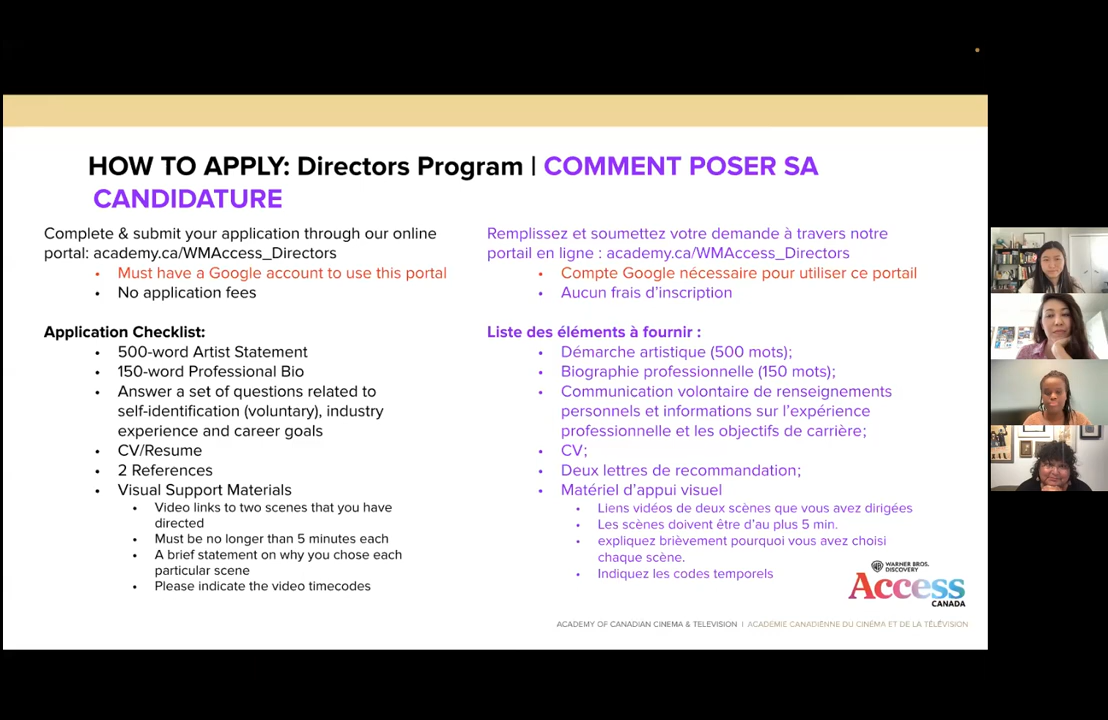 HOW TO APPLY: Directors Program | COMMENT POSER SA
CANDIDATURE
Complete & submit your application through our online
portal: academy.ca/WMAccess_Directors
• Must have a Google account to use this portal
• No application fees
Application Checklist:
• 500-word Artist Statement
• 150-word Professional Bio
• Answer a set of questions related to
self-identification (voluntary), industry
experience and career goals
• CV/Resume
• 2 References
• Visual Support Materials
• Video links to two scenes that you have
directed
• Must be no longer than 5 minutes each
• A brief statement on why you chose each
particular scene
• Please indicate the video timecodes
Remplissez et soumettez votre demande à travers notre
portail en ligne : academy.ca/WMAccess_Directors
• Compte Google nécessaire pour utiliser ce portail
• Aucun frais d'inscription
Liste des éléments à fournir :
• Démarche artistique (500 mots);
• Biographie professionnelle (150 mots);
• Communication volontaire de renseignements
personnels et informations sur l'expérience
professionnelle et les objectifs de carrière;
• CV;
• Deux lettres de recommandation;
• Matériel d'appui visuel
• Liens vidéos de deux scènes que vous avez dirigées
• Les scènes doivent être d'au plus 5 min.
• expliquez brièvement pourquoi vous avez choisi
chaque scène.
• Indiquez les codes temporels
WARNER BROS.
DISCOVERY
Access
CANADA
ACADEMY OF CANADIAN CINEMA & TELEVISION | ACADÉMIE CANADIENNE DU CINÉMA ET DE LA TÉLÉVISION